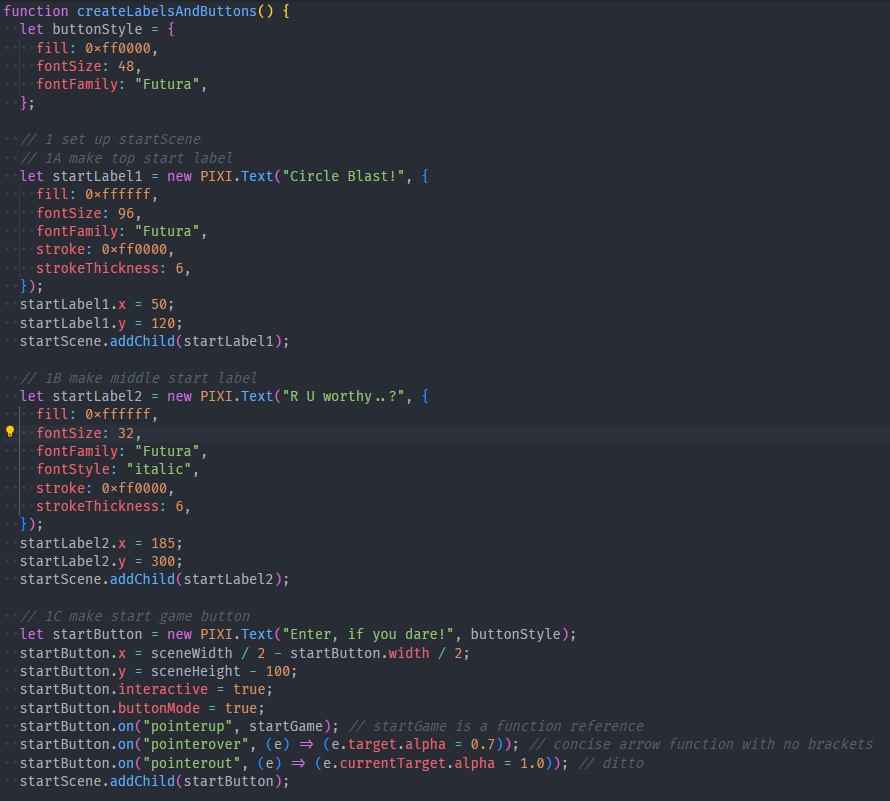 function createLabelsAndButtons() {
  let buttonStyle = {
    fill: 0xff0000,
    fontSize: 48,
    fontFamily: "Futura",
  };

  // 1 set up startScene
  // 1A make top start label
  let startLabel1 = new PIXI.Text("Circle Blast!", {
    fill: 0xffffff,
    fontSize: 96,
    fontFamily: "Futura",
    stroke: 0xff0000,
    strokeThickness: 6,
  });
  startLabel1.x = 50;
  startLabel1.y = 120;
  startScene.addChild(startLabel1);

  // 1B make middle start label
  let startLabel2 = new PIXI.Text("R U worthy..?", {
    fill: 0xffffff,
    fontSize: 32,
    fontFamily: "Futura",
    fontStyle: "italic",
    stroke: 0xff0000,
    strokeThickness: 6,
  });
  startLabel2.x = 185;
  startLabel2.y = 300;
  startScene.addChild(startLabel2);

  // 1C make start game button
  let startButton = new PIXI.Text("Enter, if you dare!", buttonStyle);
  startButton.x = sceneWidth / 2 - startButton.width / 2;
  startButton.y = sceneHeight - 100;
  startButton.interactive = true;
  startButton.buttonMode = true;
  startButton.on("pointerup", startGame); // startGame is a function reference
  startButton.on("pointerover", (e) => (e.target.alpha = 0.7)); // concise arrow function with no brackets
  startButton.on("pointerout", (e) => (e.currentTarget.alpha = 1.0)); // ditto
  startScene.addChild(startButton);